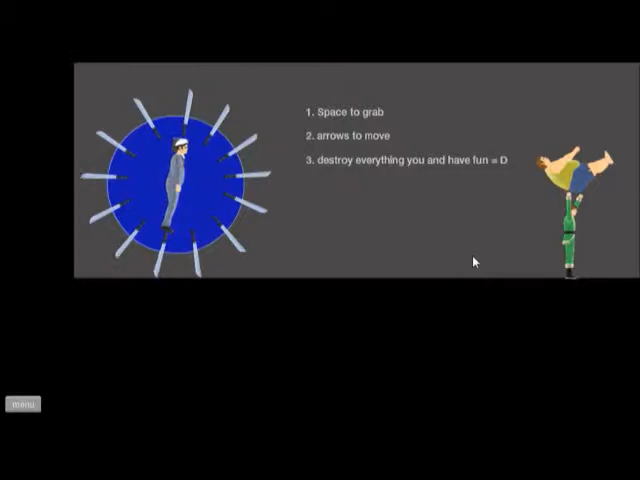 1. Space to grab
2. arrows to move
3. destroy everything you and have fun = D
menu